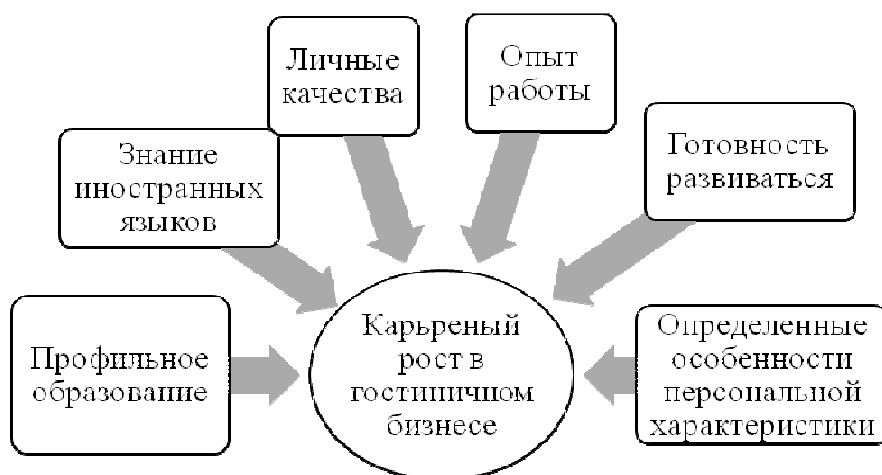 Личные
качества
Опыт
работы
Знание
иностранных
языков
Готовность
развиваться
Профильное
образование
Карьреный
рост в
гостиничном
бизнесе
Определенные
особенности
персональной
характеристики